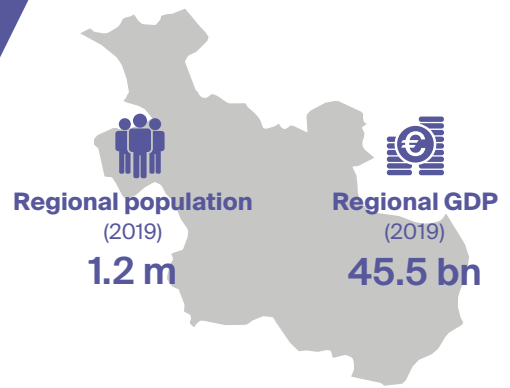 Regional population
(2019)
1.2 m
€
Regional GDP
(2019)
45.5 bn